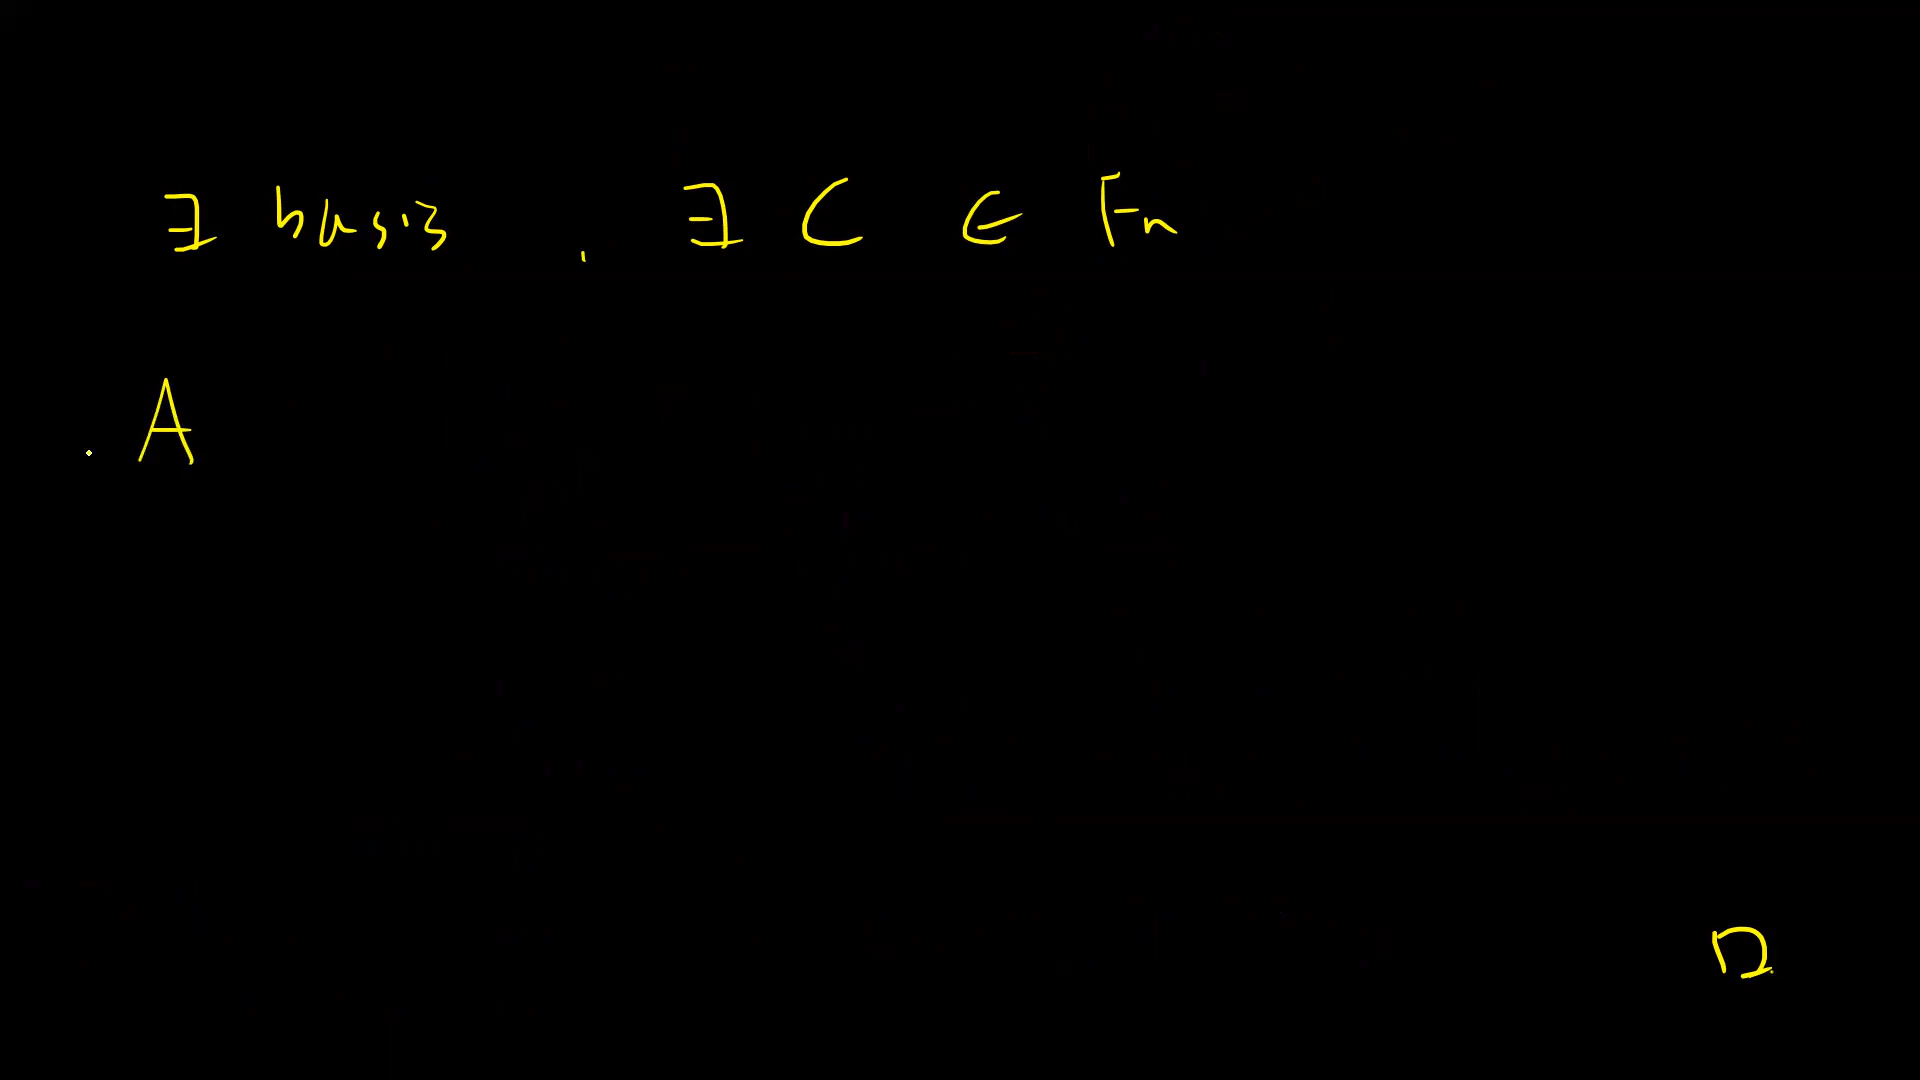 ∃ basis , ∃ C ∈ Fn
A